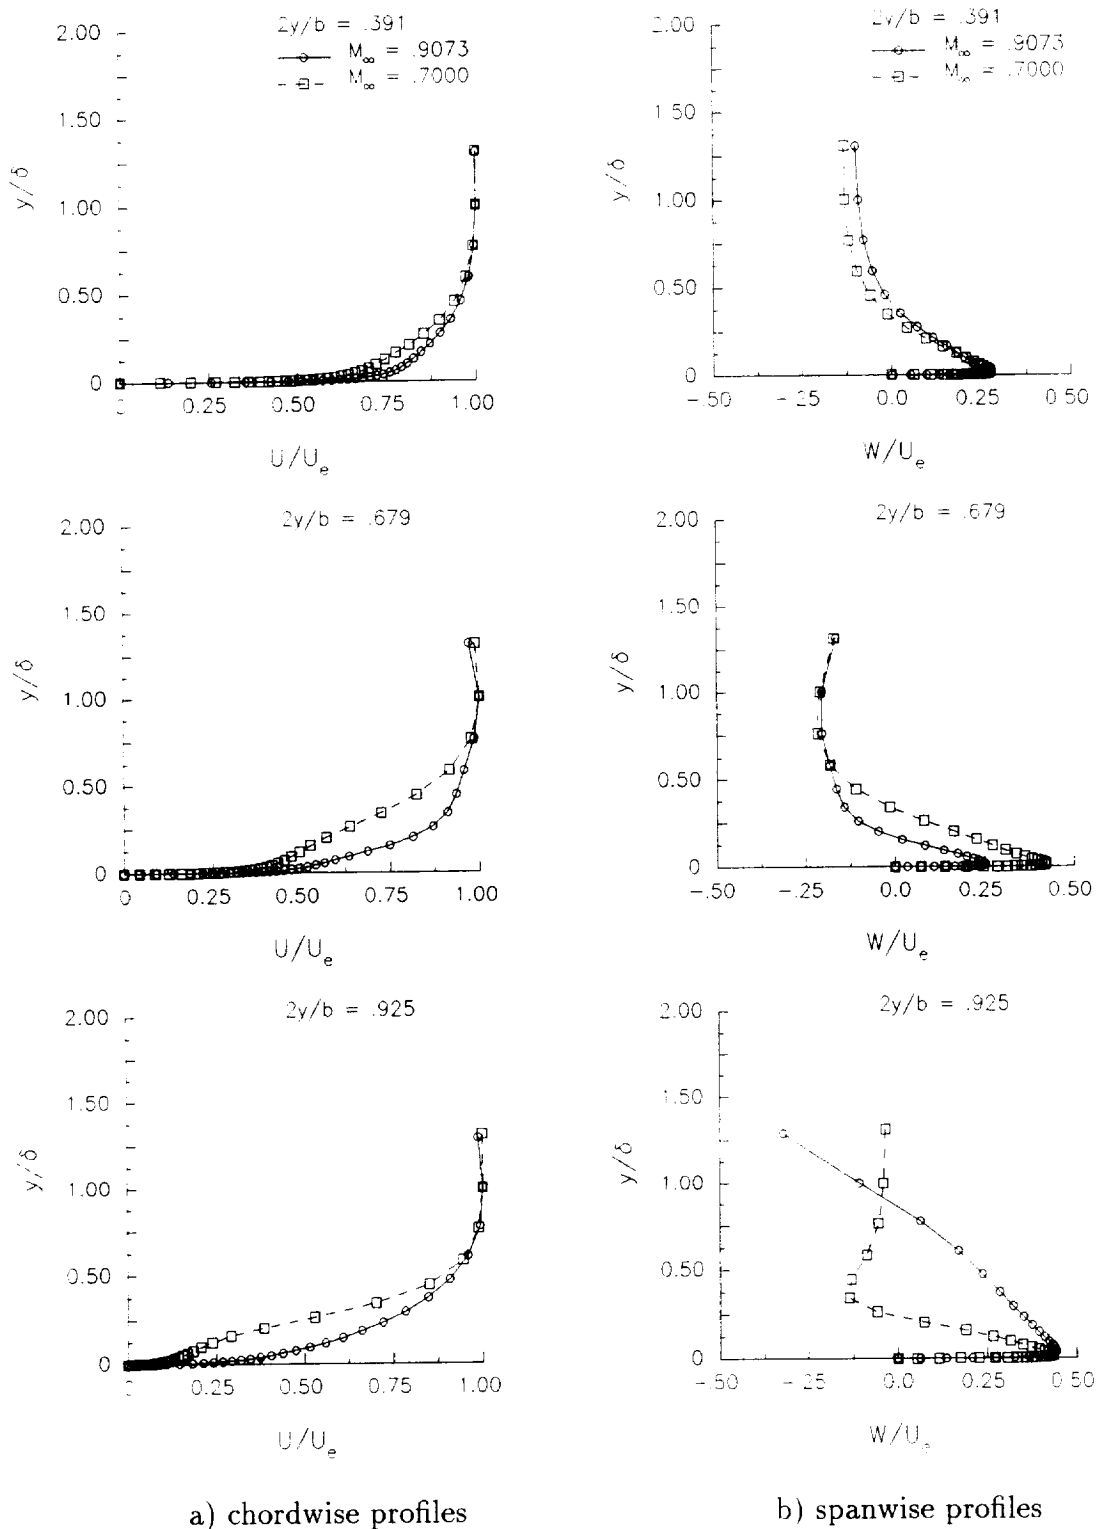 2y/b = .391
M∞ = .9073
M∞ = .7000
2.00
1.50
1.00
0.50
0
y/δ
0 0.25 0.50 0.75 1.00
U/Ue
2y/b = .391
M∞ = .9073
M∞ = .7000
2.00
1.50
1.00
0.50
0
y/δ
-.50 -.25 0.0 0.25 0.50
W/Ue
2y/b = .679
2.00
1.50
1.00
0.50
0
y/δ
0 0.25 0.50 0.75 1.00
U/Ue
2y/b = .679
2.00
1.50
1.00
0.50
0
y/δ
-.50 -.25 0.0 0.25 0.50
W/Ue
2y/b = .925
2.00
1.50
1.00
0.50
0
y/δ
0 0.25 0.50 0.75 1.00
U/Ue
2y/b = .925
2.00
1.50
1.00
0.50
0
y/δ
-.50 -.25 0.0 0.25 0.50
W/Ue
a) chordwise profiles
b) spanwise profiles